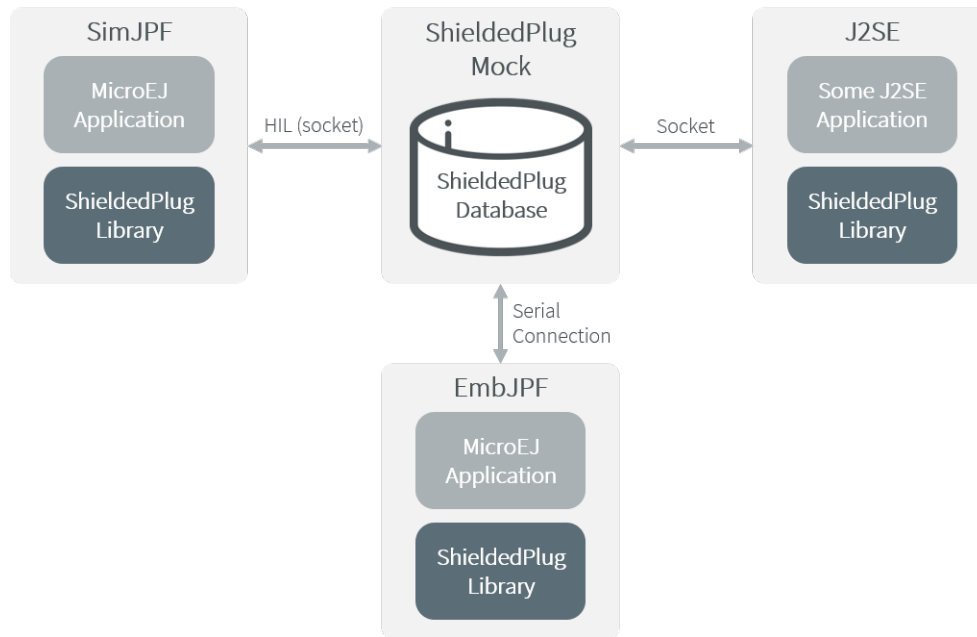 SimJPF
MicroEJ
Application
ShieldedPlug
Library
HIL (socket)
ShieldedPlug
Mock
ShieldedPlug
Database
Socket
J2SE
Some J2SE
Application
ShieldedPlug
Library
Serial
Connection
EmbJPF
MicroEJ
Application
ShieldedPlug
Library